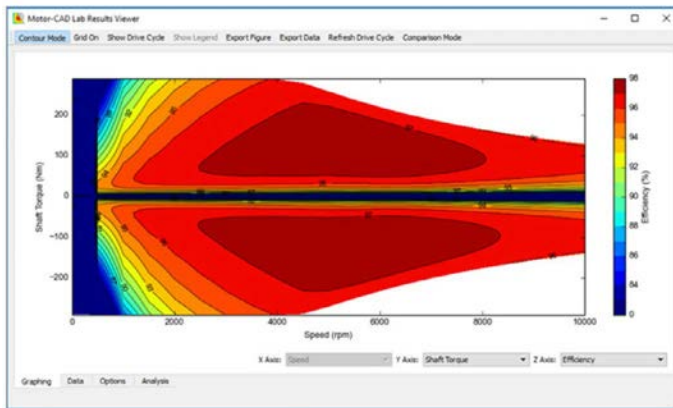 Motor-CAD Lab Results Viewer
Contour Mode Grid On Show Drive Cycle Show Legend Export Figure Export Data Refresh Drive Cycle Comparison Mode
98
96
94
92
90
88
86
84
0
Efficiency (%)
200
100
0
−100
−200
Shaft Torque (Nm)
0 2000 4000 6000 8000 10000
Speed (rpm)
X Axis: Speed Y Axis: Shaft Torque Z Axis: Efficiency
Graphing Data Options Analysis